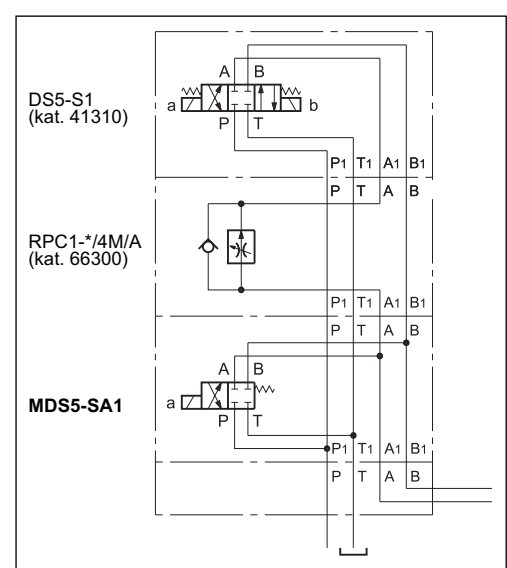 A B
DS5-S1
(kat. 41310)
a b
P T
P1 T1 A1 B1
P T A B
RPC1-*/4M/A
(kat. 66300)
P1 T1 A1 B1
P T A B
A B
MDS5-SA1
a
P T
P1 T1 A1 B1
P T A B